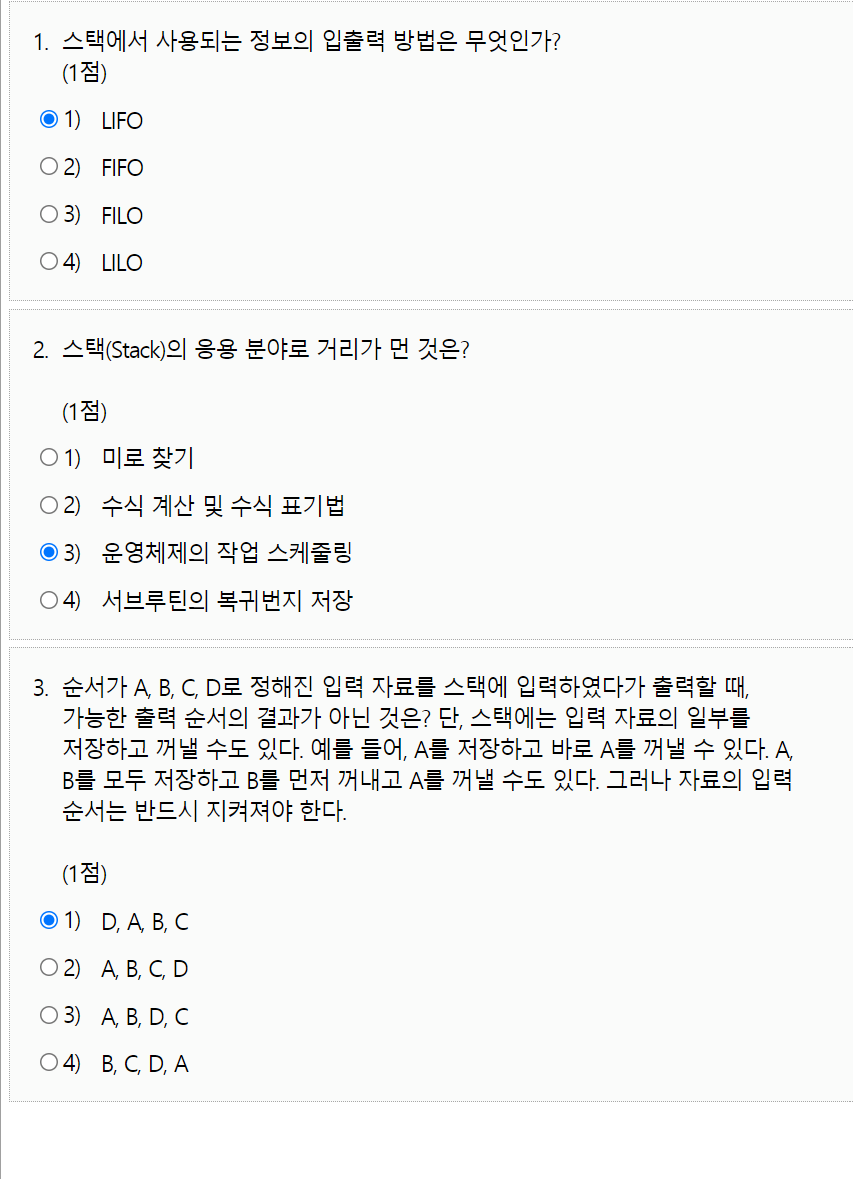 1. 스택에서 사용되는 정보의 입출력 방법은 무엇인가?
(1점)
1) LIFO
2) FIFO
3) FILO
4) LILO
2. 스택(Stack)의 응용 분야로 거리가 먼 것은?
(1점)
1) 미로 찾기
2) 수식 계산 및 수식 표기법
3) 운영체제의 작업 스케줄링
4) 서브루틴의 복귀번지 저장
3. 순서가 A, B, C, D로 정해진 입력 자료를 스택에 입력하였다가 출력할 때,
가능한 출력 순서의 결과가 아닌 것은? 단, 스택에는 입력 자료의 일부를
저장하고 꺼낼 수도 있다. 예를 들어, A를 저장하고 바로 A를 꺼낼 수 있다. A,
B를 모두 저장하고 B를 먼저 꺼내고 A를 꺼낼 수도 있다. 그러나 자료의 입력
순서는 반드시 지켜져야 한다.
(1점)
1) D, A, B, C
2) A, B, C, D
3) A, B, D, C
4) B, C, D, A